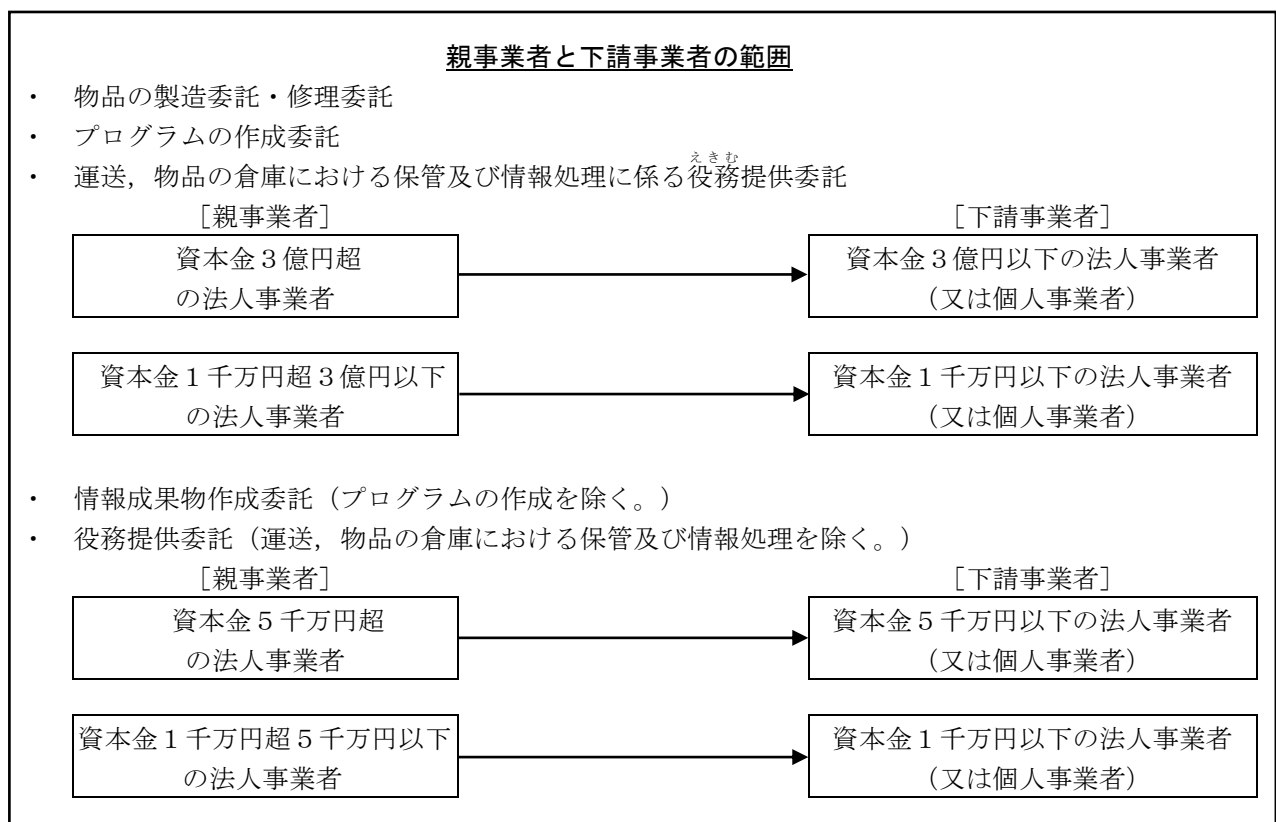 親事業者と下請事業者の範囲
・ 物品の製造委託・修理委託
・ プログラムの作成委託
えきむ
・ 運送，物品の倉庫における保管及び情報処理に係る役務提供委託
［親事業者］ ［下請事業者］
資本金３億円超 資本金３億円以下の法人事業者
の法人事業者 （又は個人事業者）
資本金１千万円超３億円以下 資本金１千万円以下の法人事業者
の法人事業者 （又は個人事業者）
・ 情報成果物作成委託（プログラムの作成を除く。）
・ 役務提供委託（運送，物品の倉庫における保管及び情報処理を除く。）
［親事業者］ ［下請事業者］
資本金５千万円超 資本金５千万円以下の法人事業者
の法人事業者 （又は個人事業者）
資本金１千万円超５千万円以下 資本金１千万円以下の法人事業者
の法人事業者 （又は個人事業者）